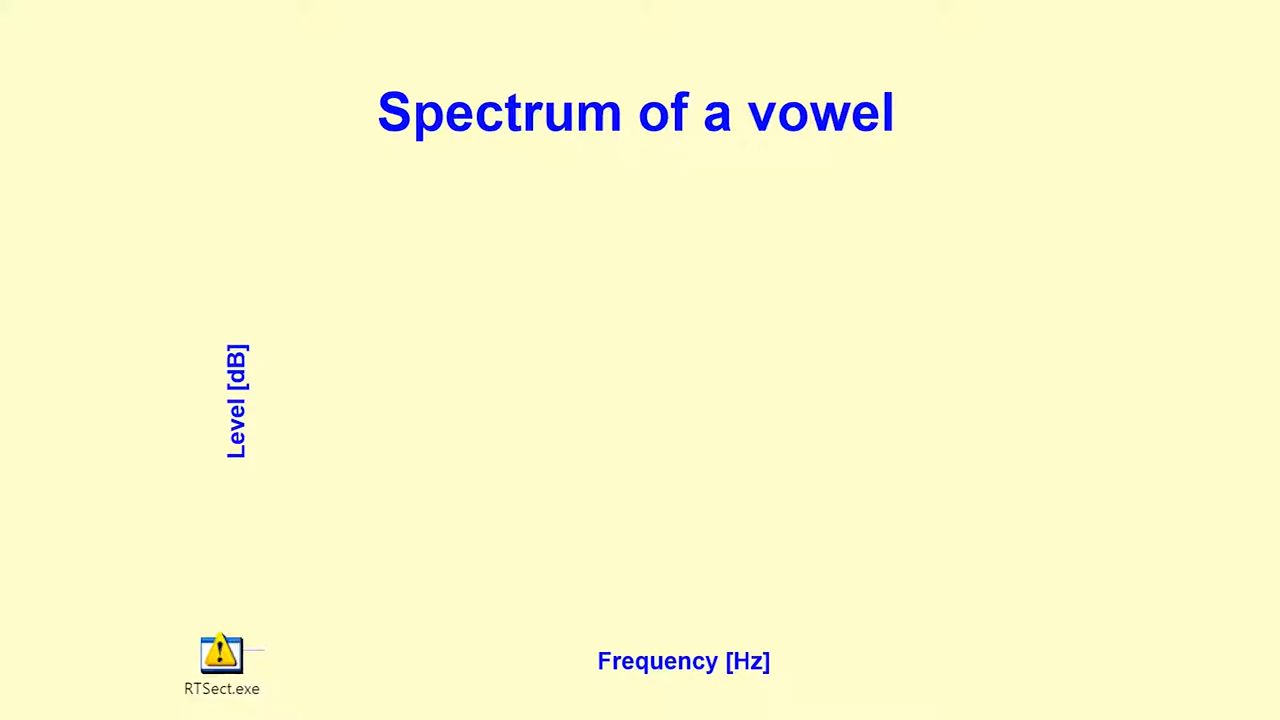 Spectrum of a vowel
Level [dB]
Frequency [Hz]
RTSect.exe